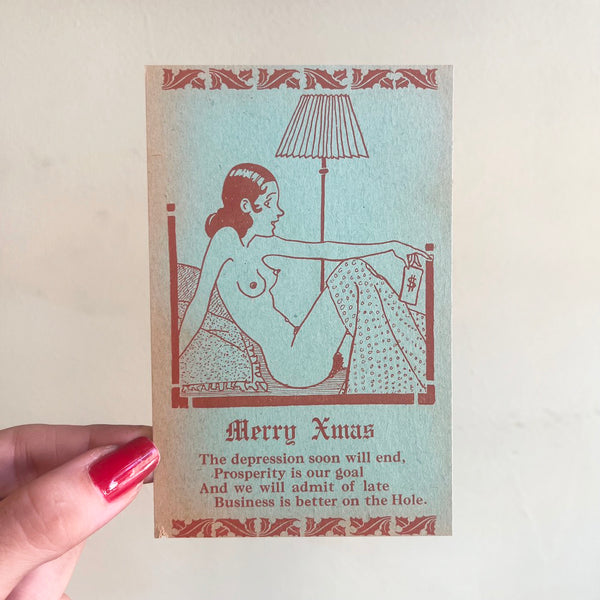 $
Merry Xmas
The depression soon will end,
Prosperity is our goal
And we will admit of late
Business is better on the Hole.